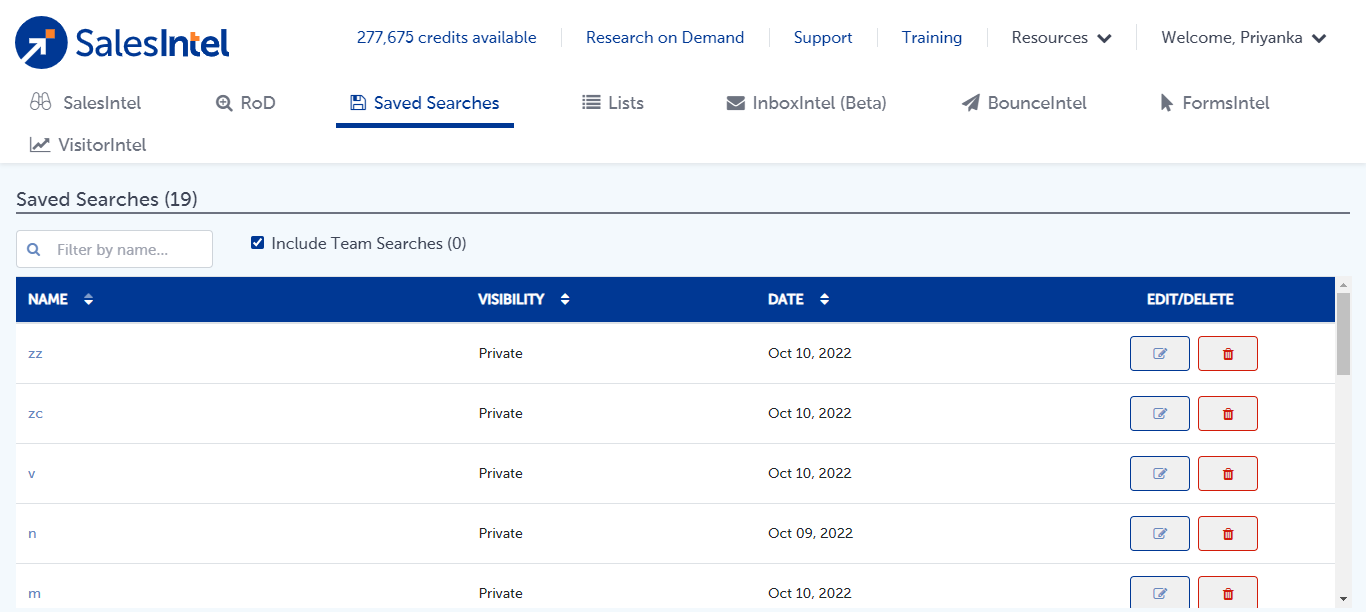 SalesIntel
277,675 credits available Research on Demand Support Training Resources Welcome, Priyanka
SalesIntel RoD Saved Searches Lists InboxIntel (Beta) BounceIntel FormsIntel
VisitorIntel
Saved Searches (19)
Filter by name... Include Team Searches (0)
NAME VISIBILITY DATE EDIT/DELETE
zz Private Oct 10, 2022
zc Private Oct 10, 2022
v Private Oct 10, 2022
n Private Oct 09, 2022
m Private Oct 10, 2022